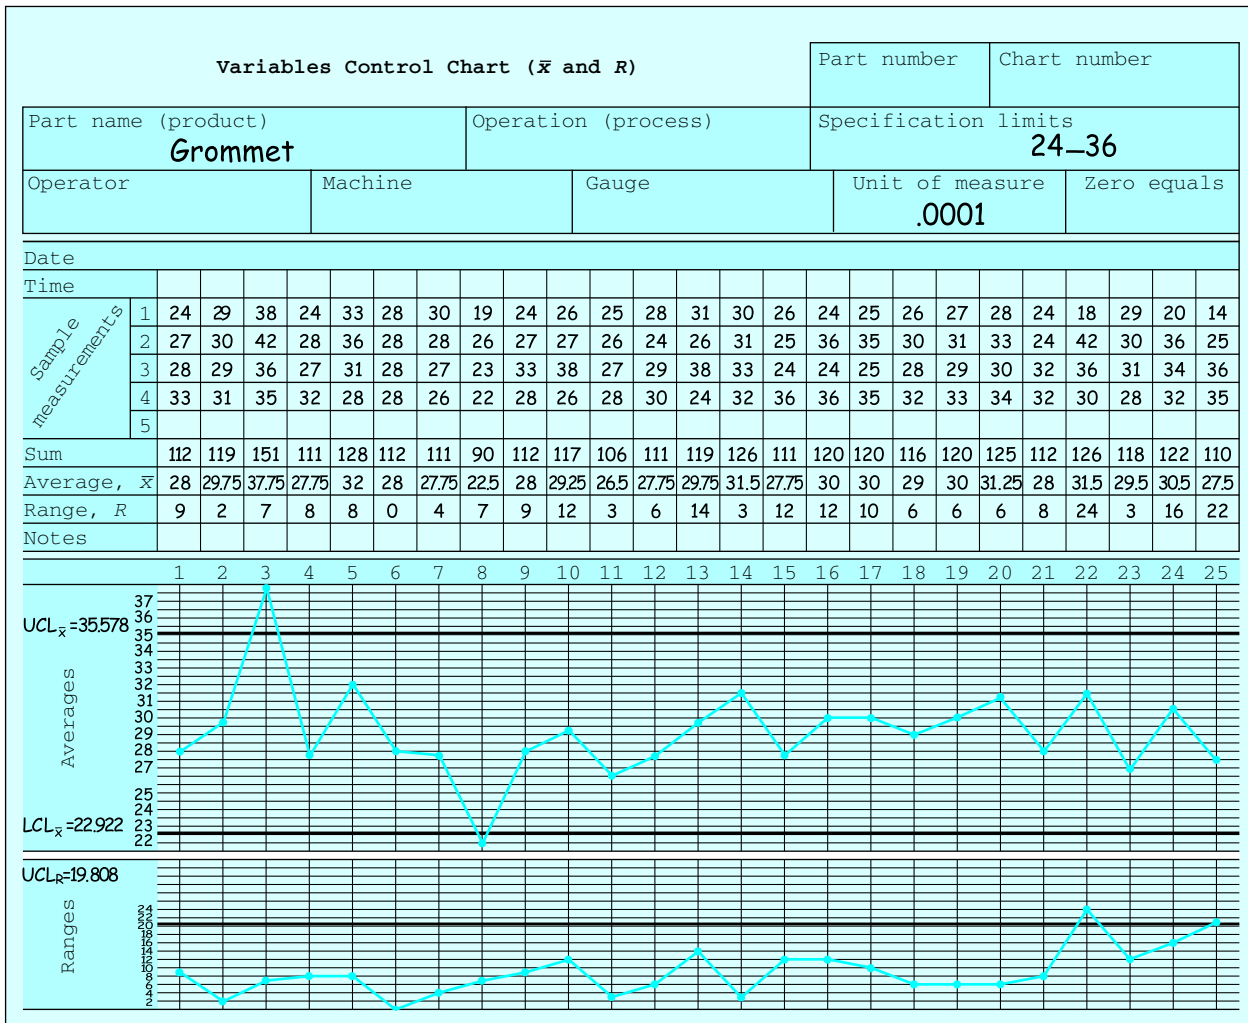 Variables Control Chart (x̅ and R)
Part number
Chart number
Part name (product)
Grommet
Operation (process)
Specification limits
24–36
Operator
Machine
Gauge
Unit of measure
.0001
Zero equals
Date
Time
Sample measurements
1 24 29 38 24 33 28 30 19 24 26 25 28 31 30 26 24 25 26 27 28 24 18 29 20 14
2 27 30 42 28 36 28 28 26 27 27 26 24 26 31 25 36 35 30 31 33 24 42 30 36 25
3 28 29 36 27 31 28 27 23 33 38 27 29 38 33 24 24 25 28 29 30 32 36 31 34 36
4 33 31 35 32 28 28 26 22 28 26 28 30 24 32 36 36 35 32 33 34 32 30 28 32 35
5
Sum 112 119 151 111 128 112 111 90 112 117 106 111 119 126 111 120 120 116 120 125 112 126 118 122 110
Average, x̅ 28 29.75 37.75 27.75 32 28 27.75 22.5 28 29.25 26.5 27.75 29.75 31.5 27.75 30 30 29 30 31.25 28 31.5 29.5 30.5 27.5
Range, R 9 2 7 8 8 0 4 7 9 12 3 6 14 3 12 12 10 6 6 6 8 24 3 16 22
Notes
1 2 3 4 5 6 7 8 9 10 11 12 13 14 15 16 17 18 19 20 21 22 23 24 25
Averages
37
36
UCLx̅ =35.578
35
34
33
32
31
30
29
28
27
25
24
LCLx̅ =22.922
23
22
UCLR=19.808
Ranges
24
22
20
18
16
14
12
10
8
6
4
2